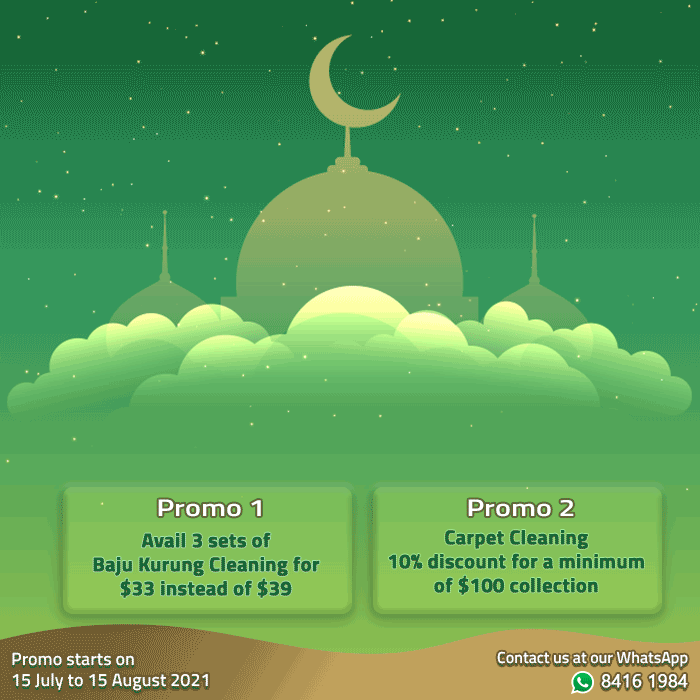 Promo 1
Avail 3 sets of
Baju Kurung Cleaning for
$33 instead of $39
Promo 2
Carpet Cleaning
10% discount for a minimum
of $100 collection
Promo starts on
15 July to 15 August 2021
Contact us at our WhatsApp
8416 1984